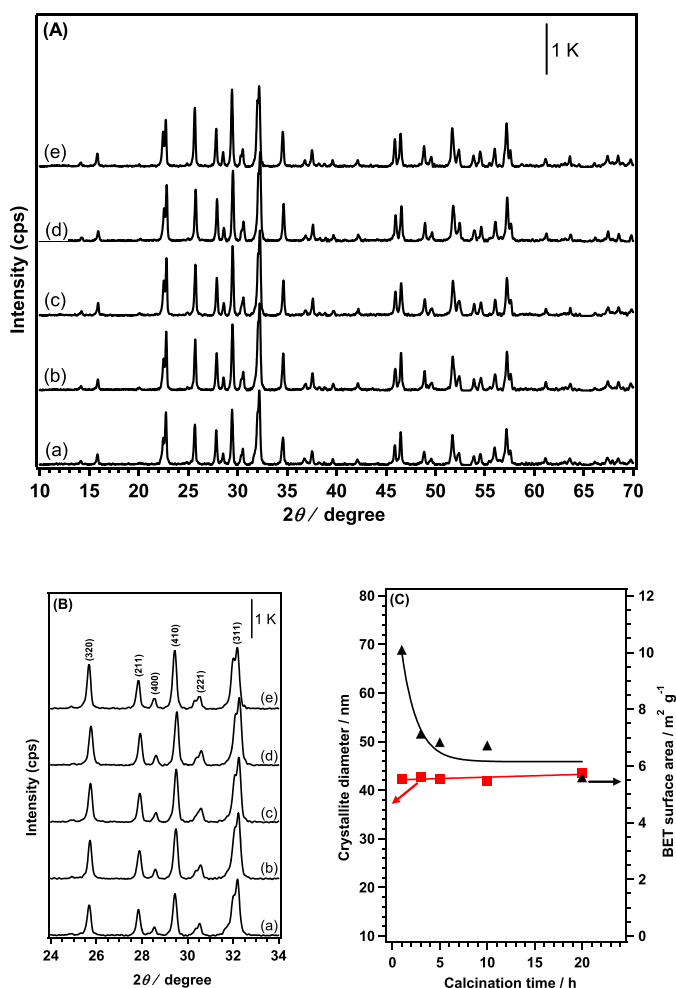 (A)
1 K
(e)
(d)
(c)
(b)
(a)
Intensity (cps)
10 15 20 25 30 35 40 45 50 55 60 65 70
2θ / degree
(B)
1 K
(320)
(211)
(400)
(410)
(221)
(311)
(e)
(d)
(c)
(b)
(a)
Intensity (cps)
24 26 28 30 32 34
2θ / degree
(C)
80
70
60
50
40
30
20
10
Crystallite diameter / nm
12
10
8
6
4
2
0
BET surface area / m² g⁻¹
0 5 10 15 20
Calcination time / h